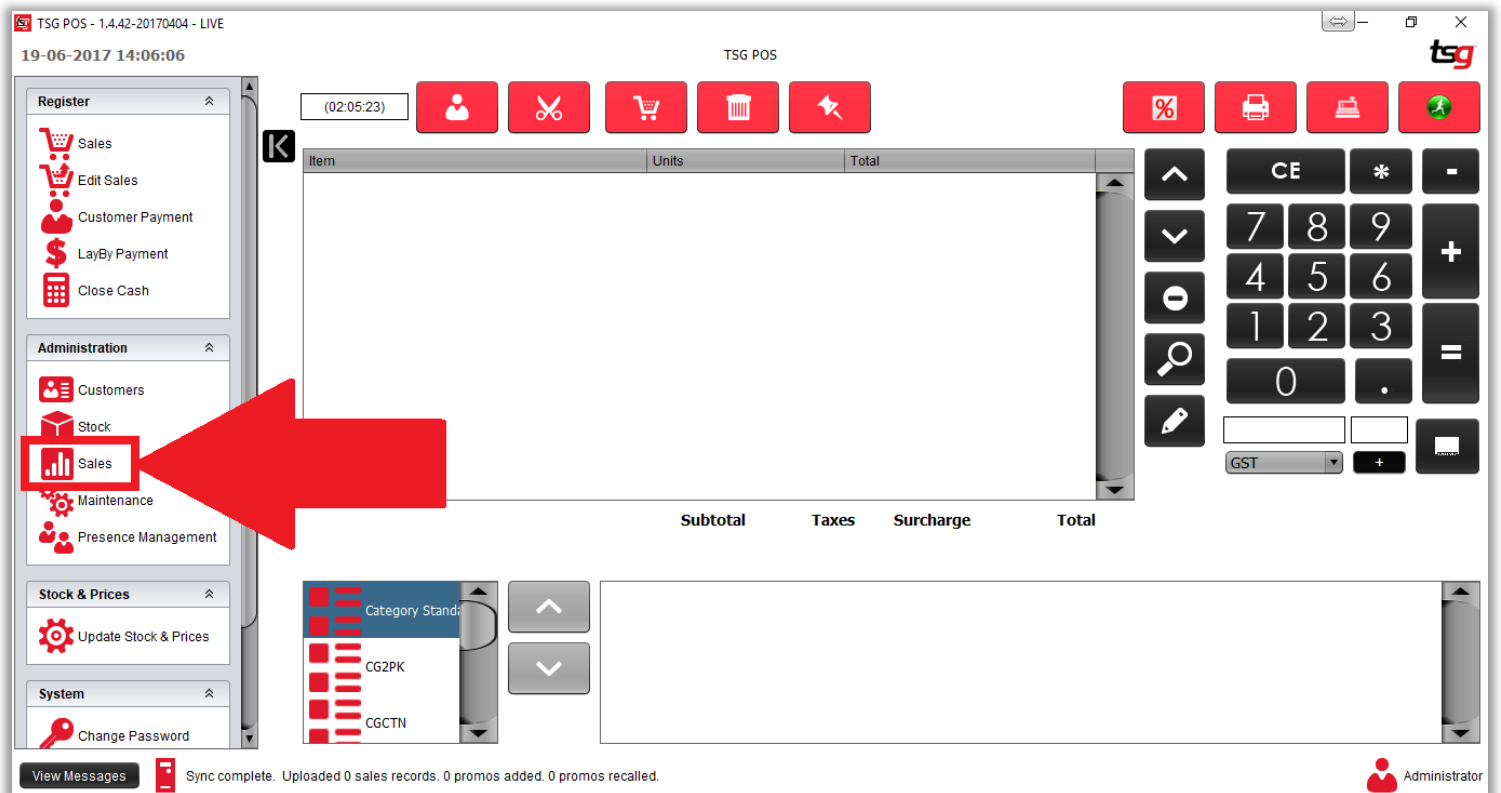 tsg TSG POS - 1.4.42-20170404 - LIVE
19-06-2017 14:06:06
TSG POS
tsg
Register
Sales
Edit Sales
Customer Payment
$ LayBy Payment
Close Cash
Administration
Customers
Stock
Sales
Maintenance
Presence Management
Stock & Prices
Update Stock & Prices
System
Change Password
(02:05:23)
%
Item Units Total
CE * -
7 8 9 +
4 5 6
1 2 3 =
0 .
GST +
Subtotal Taxes Surcharge Total
Category Standa
CG2PK
CGCTN
View Messages Sync complete. Uploaded 0 sales records. 0 promos added. 0 promos recalled. Administrator